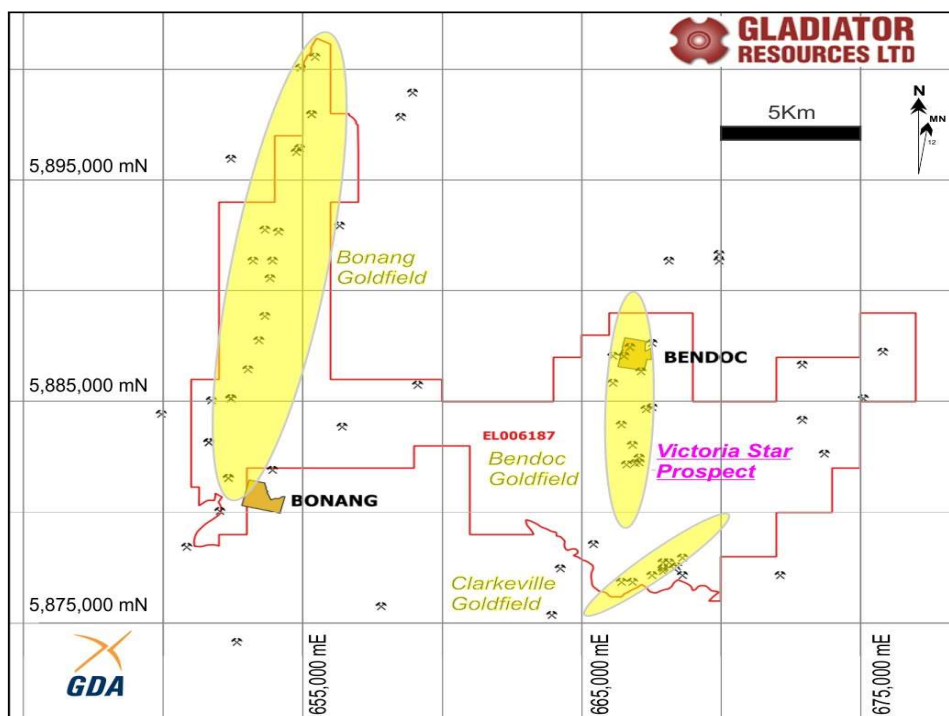 GLADIATOR
RESOURCES LTD
5Km
N
MN
12
5,895,000 mN
Bonang
Goldfield
BENDOC
5,885,000 mN
EL006187
Bendoc
Goldfield
Victoria Star
Prospect
BONANG
Clarkeville
Goldfield
5,875,000 mN
GDA
655,000 mE
665,000 mE
675,000 mE